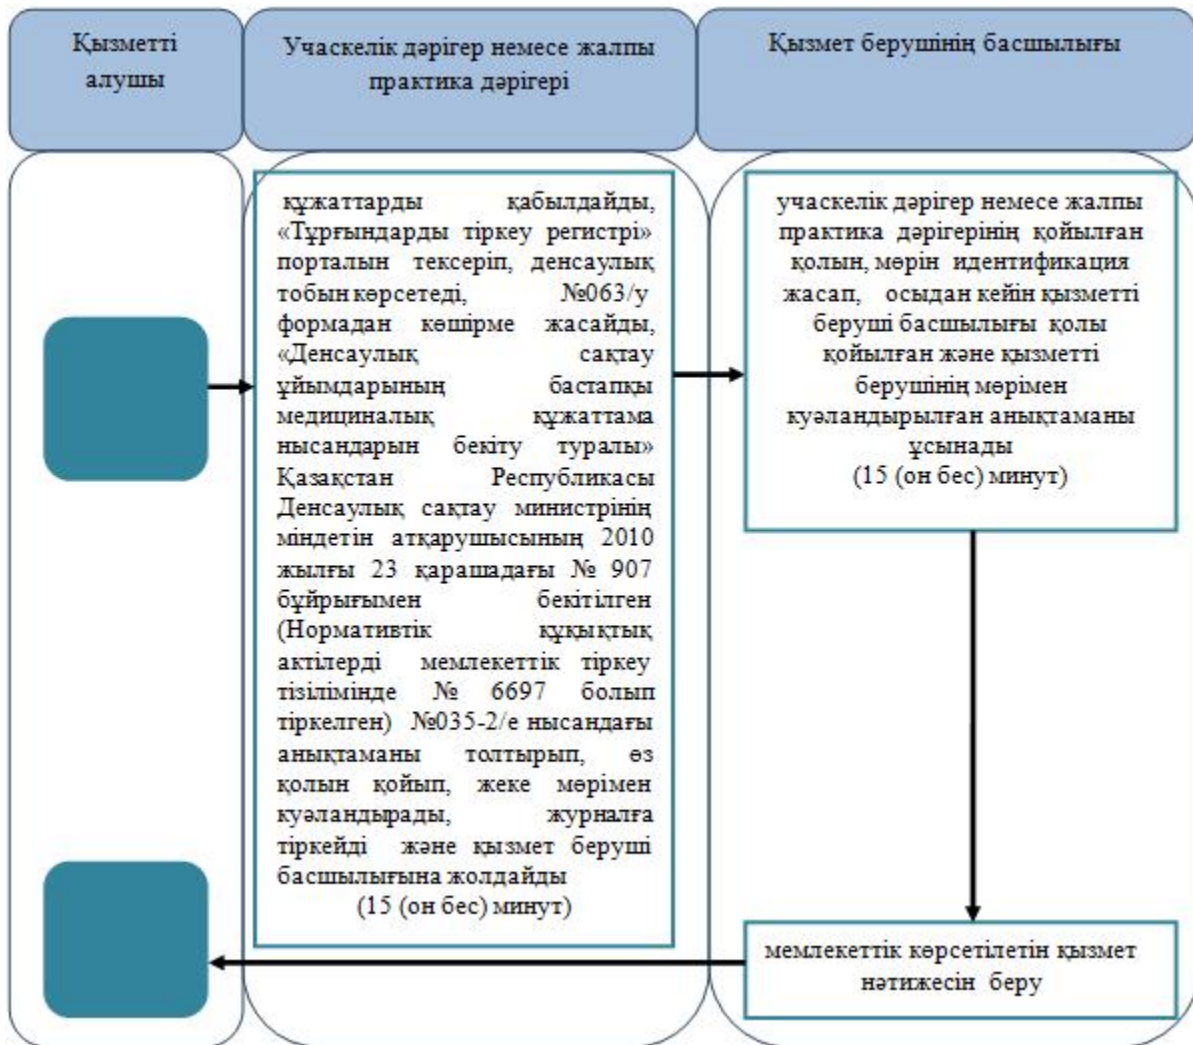 Қызметті
алушы
Учаскелік дәрігер немесе жалпы
практика дәрігері
Қызмет берушінің басшылығы
құжаттарды қабылдайды,
«Тұрғындарды тіркеу регистрі»
порталын тексеріп, денсаулық
тобын көрсетеді, №063/у
формадан көшірме жасайды,
«Денсаулық сақтау
ұйымдарының бастапқы
медициналық құжаттама
нысандарын бекіту туралы»
Қазақстан Республикасы
Денсаулық сақтау министрінің
міндетін атқарушысының 2010
жылғы 23 қарашадағы № 907
бұйрығымен бекітілген
(Нормативтік құқықтық
актілерді мемлекеттік тіркеу
тізілімінде № 6697 болып
тіркелген) №035-2/е нысандағы
анықтаманы толтырып, өз
қолын қойып, жеке мөрімен
куәландырады, журналға
тіркейді және қызмет беруші
басшылығына жолдайды
(15 (он бес) минут)
учаскелік дәрігер немесе жалпы
практика дәрігерінің қойылған
қолын, мөрін идентификация
жасап, осыдан кейін қызметті
беруші басшылығы қолы
қойылған және қызметті
берушінің мөрімен
куәландырылған анықтаманы
ұсынады
(15 (он бес) минут)
мемлекеттік көрсетілетін қызмет
нәтижесін беру